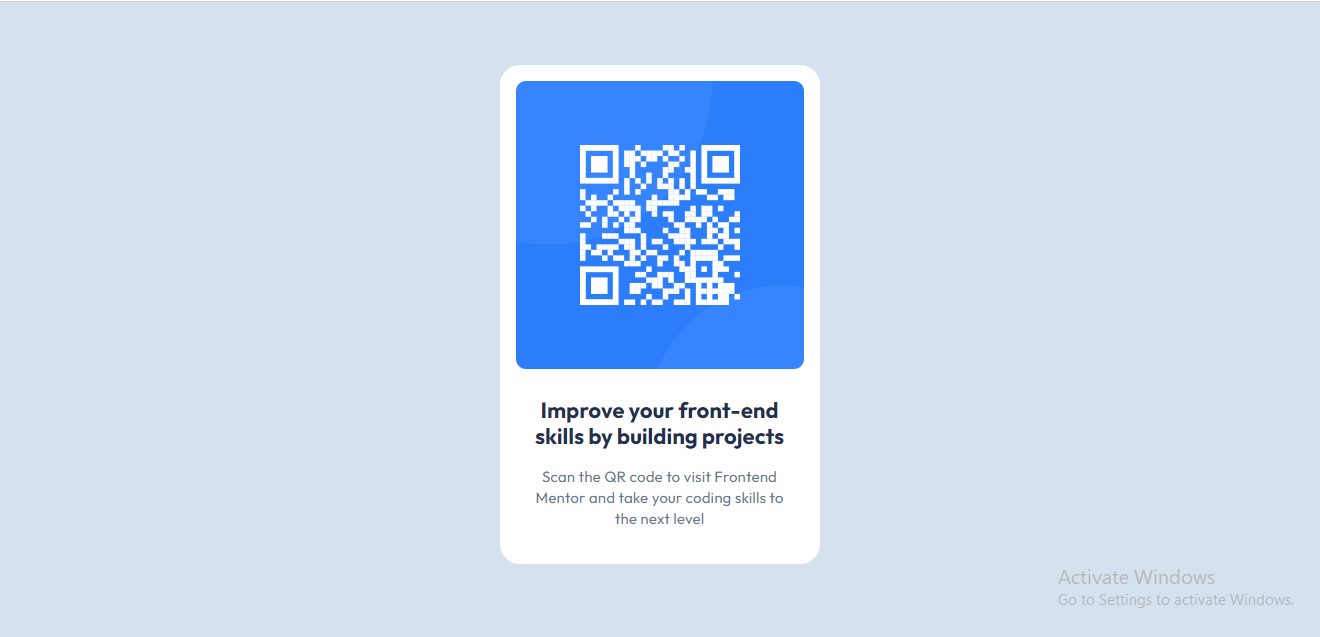 Improve your front-end
skills by building projects
Scan the QR code to visit Frontend
Mentor and take your coding skills to
the next level
Activate Windows
Go to Settings to activate Windows.